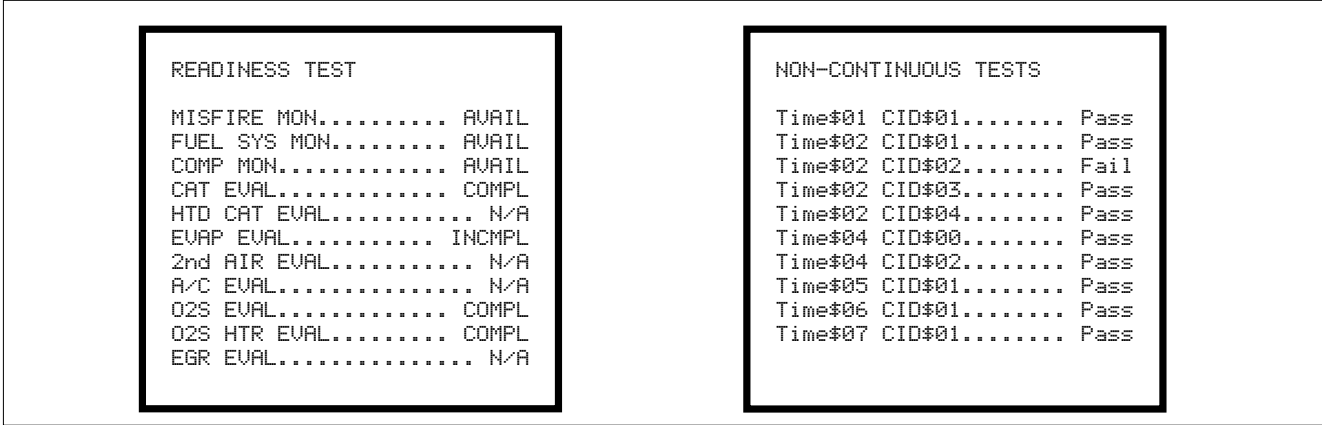 READINESS TEST
MISFIRE MON.......... AVAIL
FUEL SYS MON......... AVAIL
COMP MON............. AVAIL
CAT EVAL............. COMPL
HTD CAT EVAL........... N/A
EVAP EVAL........... INCMPL
2nd AIR EVAL........... N/A
A/C EVAL............... N/A
O2S EVAL............. COMPL
O2S HTR EVAL......... COMPL
EGR EVAL............... N/A
NON-CONTINUOUS TESTS
Time$01 CID$01........ Pass
Time$02 CID$01........ Pass
Time$02 CID$02........ Fail
Time$02 CID$03........ Pass
Time$02 CID$04........ Pass
Time$04 CID$00........ Pass
Time$04 CID$02........ Pass
Time$05 CID$01........ Pass
Time$06 CID$01........ Pass
Time$07 CID$01........ Pass